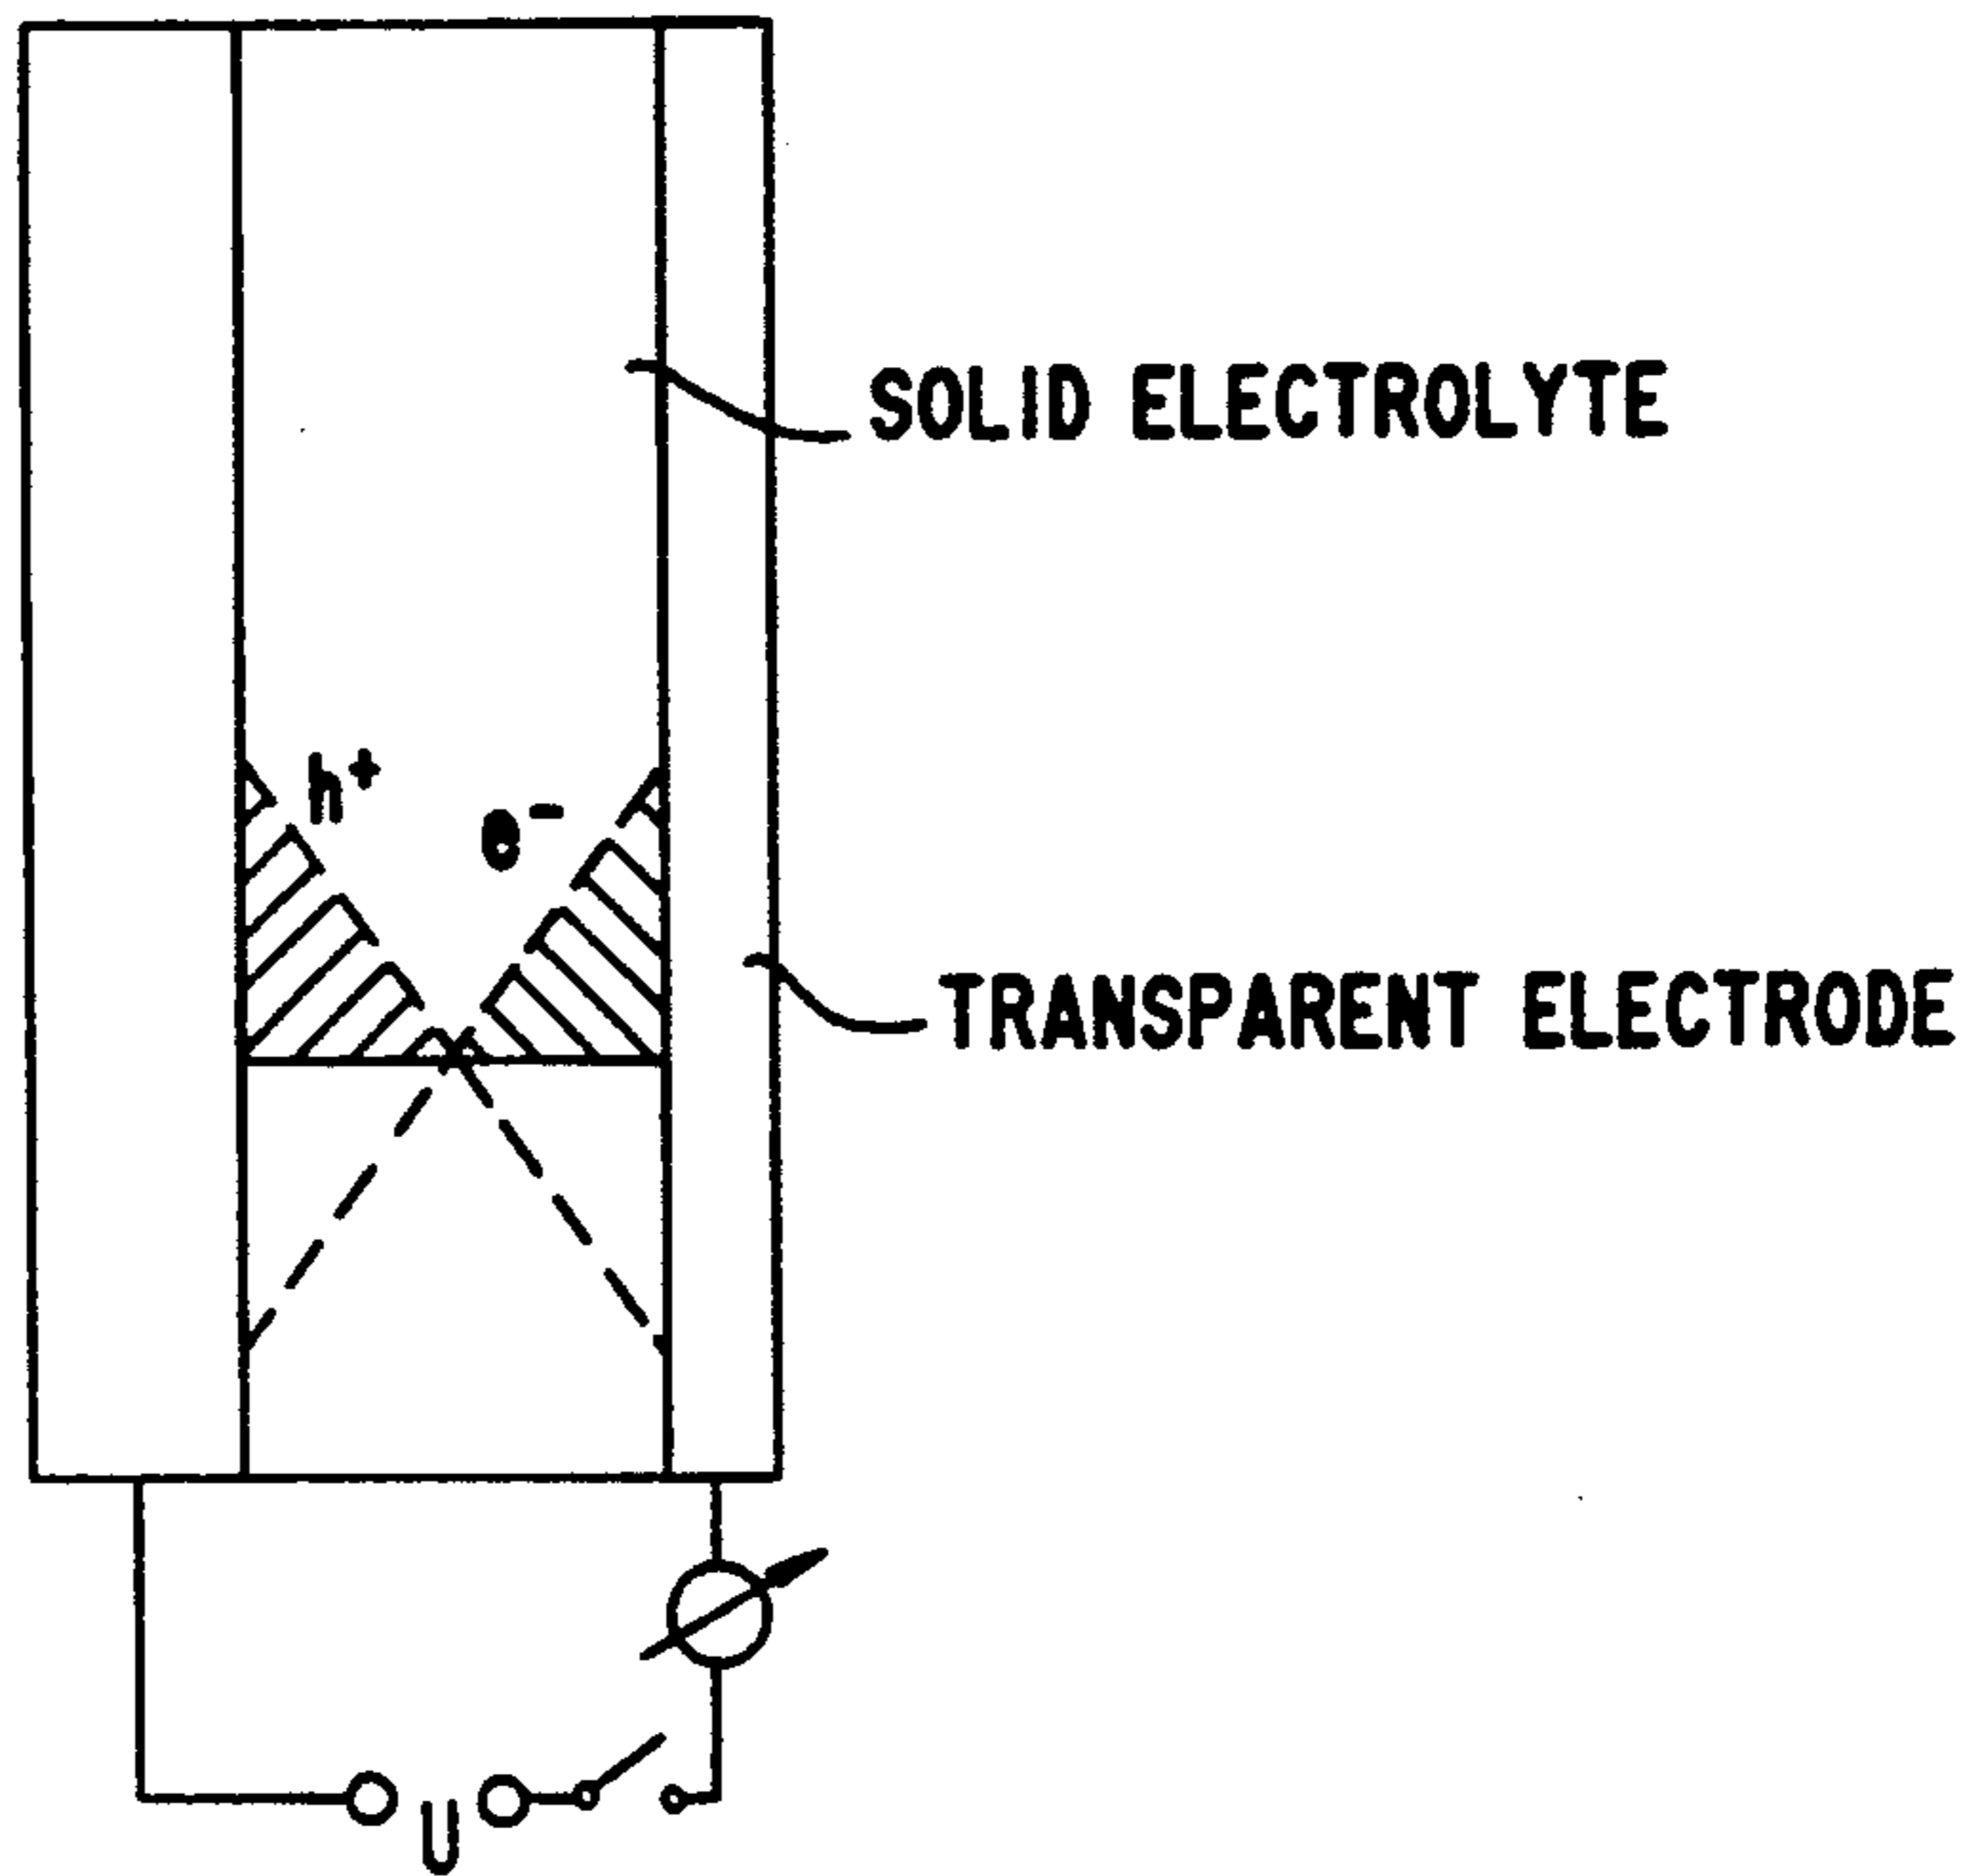 SOLID ELECTROLYTE
h+
e-
TRANSPARENT ELECTRODE
U